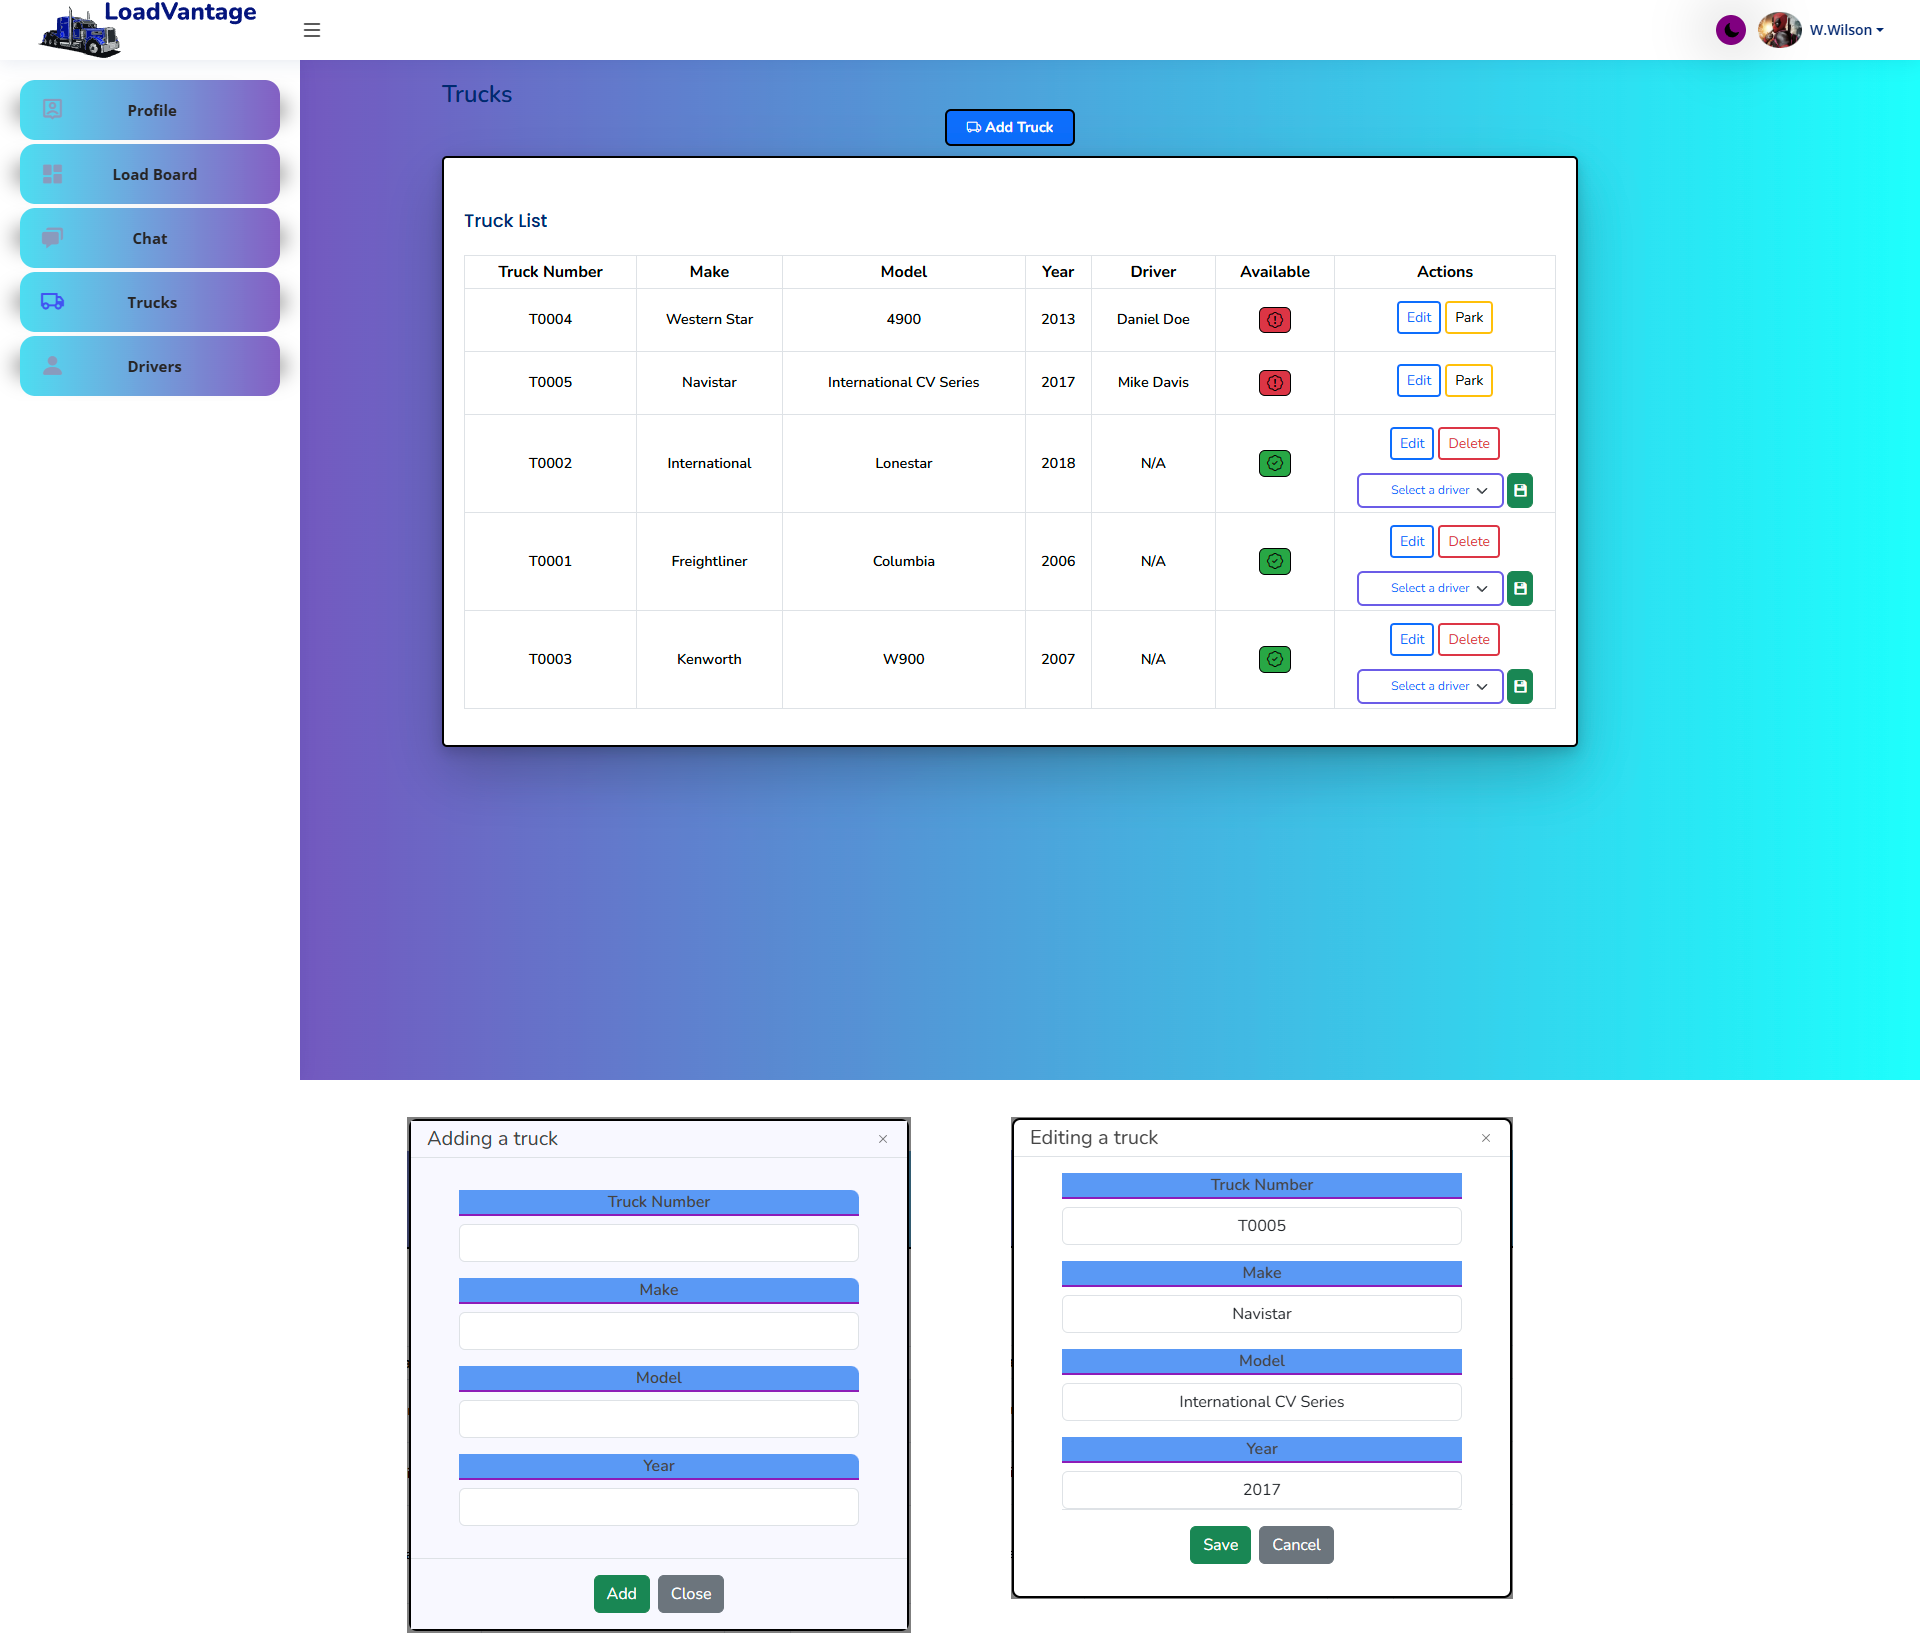 LoadVantage
W.Wilson
Profile
Load Board
Chat
Trucks
Drivers
Trucks
Add Truck
Truck List
Truck Number Make Model Year Driver Available Actions
T0004 Western Star 4900 2013 Daniel Doe Edit Park
T0005 Navistar International CV Series 2017 Mike Davis Edit Park
T0002 International Lonestar 2018 N/A Edit Delete
Select a driver
T0001 Freightliner Columbia 2006 N/A Edit Delete
Select a driver
T0003 Kenworth W900 2007 N/A Edit Delete
Select a driver
Adding a truck
Truck Number
Make
Model
Year
Add Close
Editing a truck
Truck Number
T0005
Make
Navistar
Model
International CV Series
Year
2017
Save Cancel